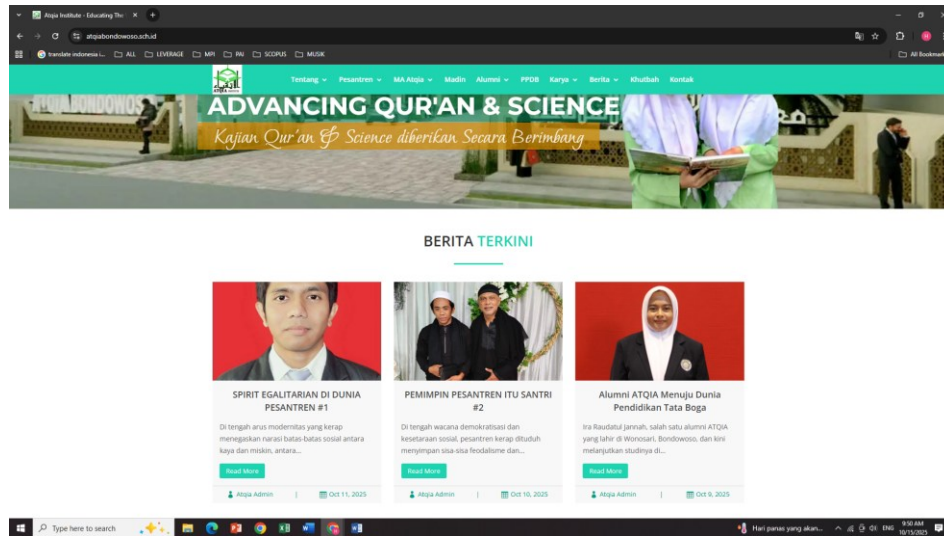 Atqia Institute - Educating Th
atqiabondowoso.sch.id
translate indonesia i... ALL LEVERAGE MPI PAI SCOPUS MUSIK All Bookmark
ATQIA
Tentang Pesantren MA Atqia Madin Alumni PPDB Karya Berita Khutbah Kontak
ADVANCING QUR'AN & SCIENCE
Kajian Qur'an & Science diberikan Secara Berimbang
BERITA TERKINI
SPIRIT EGALITARIAN DI DUNIA
PESANTREN #1
Di tengah arus modernitas yang kerap
menegaskan narasi batas-batas sosial antara
kaya dan miskin, antara...
Read More
Atqia Admin | Oct 11, 2025
PEMIMPIN PESANTREN ITU SANTRI
#2
Di tengah wacana demokratisasi dan
kesetaraan sosial, pesantren kerap dituduh
menyimpan sisa-sisa feodalisme dan...
Read More
Atqia Admin | Oct 10, 2025
Alumni ATQIA Menuju Dunia
Pendidikan Tata Boga
Ira Raudatul Jannah, salah satu alumni ATQIA
yang lahir di Wonosari, Bondowoso, dan kini
melanjutkan studinya di...
Read More
Atqia Admin | Oct 9, 2025
Type here to search
Hari panas yang akan... ENG
9:50 AM
10/15/2025